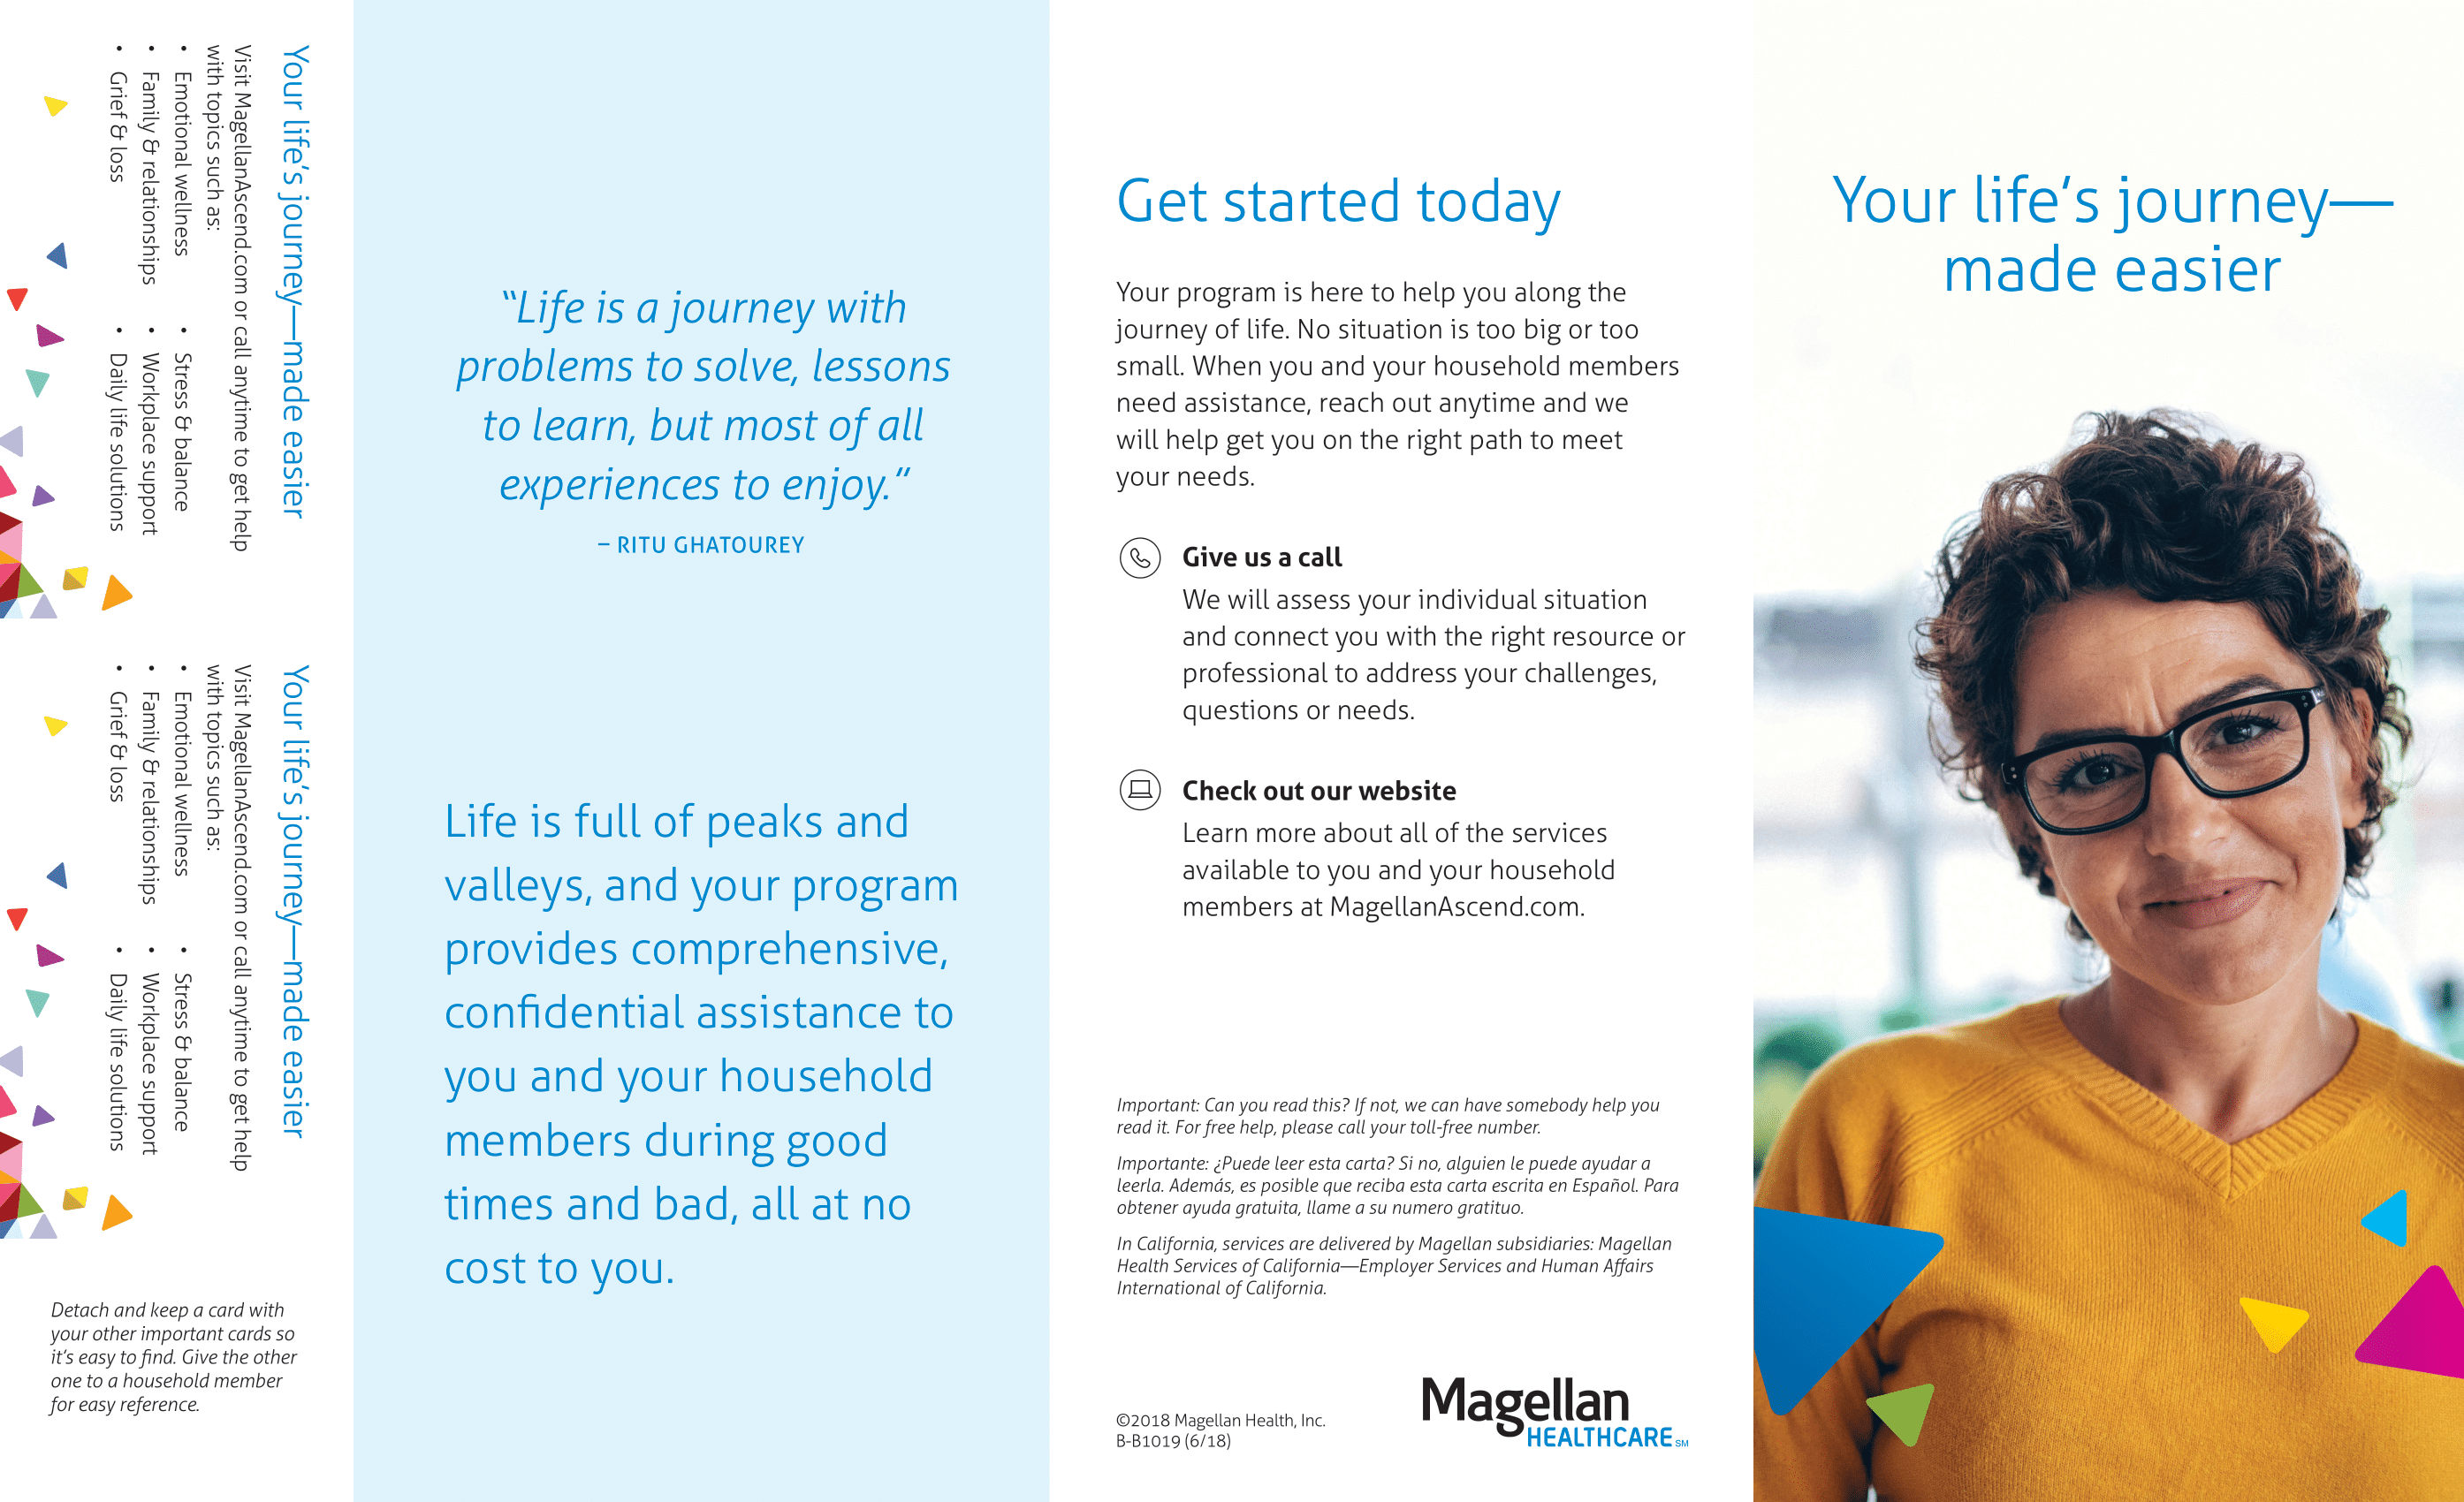 Your life’s journey—made easier
Visit MagellanAscend.com or call anytime to get help
with topics such as:
• Emotional wellness
• Family & relationships
• Grief & loss
• Stress & balance
• Workplace support
• Daily life solutions
Your life’s journey—made easier
Visit MagellanAscend.com or call anytime to get help
with topics such as:
• Emotional wellness
• Family & relationships
• Grief & loss
• Stress & balance
• Workplace support
• Daily life solutions
Detach and keep a card with
your other important cards so
it’s easy to find. Give the other
one to a household member
for easy reference.
“Life is a journey with
problems to solve, lessons
to learn, but most of all
experiences to enjoy.”
– RITU GHATOUREY
Life is full of peaks and
valleys, and your program
provides comprehensive,
confidential assistance to
you and your household
members during good
times and bad, all at no
cost to you.
Get started today
Your program is here to help you along the
journey of life. No situation is too big or too
small. When you and your household members
need assistance, reach out anytime and we
will help get you on the right path to meet
your needs.
Give us a call
We will assess your individual situation
and connect you with the right resource or
professional to address your challenges,
questions or needs.
Check out our website
Learn more about all of the services
available to you and your household
members at MagellanAscend.com.
Important: Can you read this? If not, we can have somebody help you
read it. For free help, please call your toll-free number.
Importante: ¿Puede leer esta carta? Si no, alguien le puede ayudar a
leerla. Además, es posible que reciba esta carta escrita en Español. Para
obtener ayuda gratuita, llame a su numero gratituo.
In California, services are delivered by Magellan subsidiaries: Magellan
Health Services of California—Employer Services and Human Affairs
International of California.
©2018 Magellan Health, Inc.
B-B1019 (6/18)
Magellan
HEALTHCARE SM
Your life’s journey—
made easier